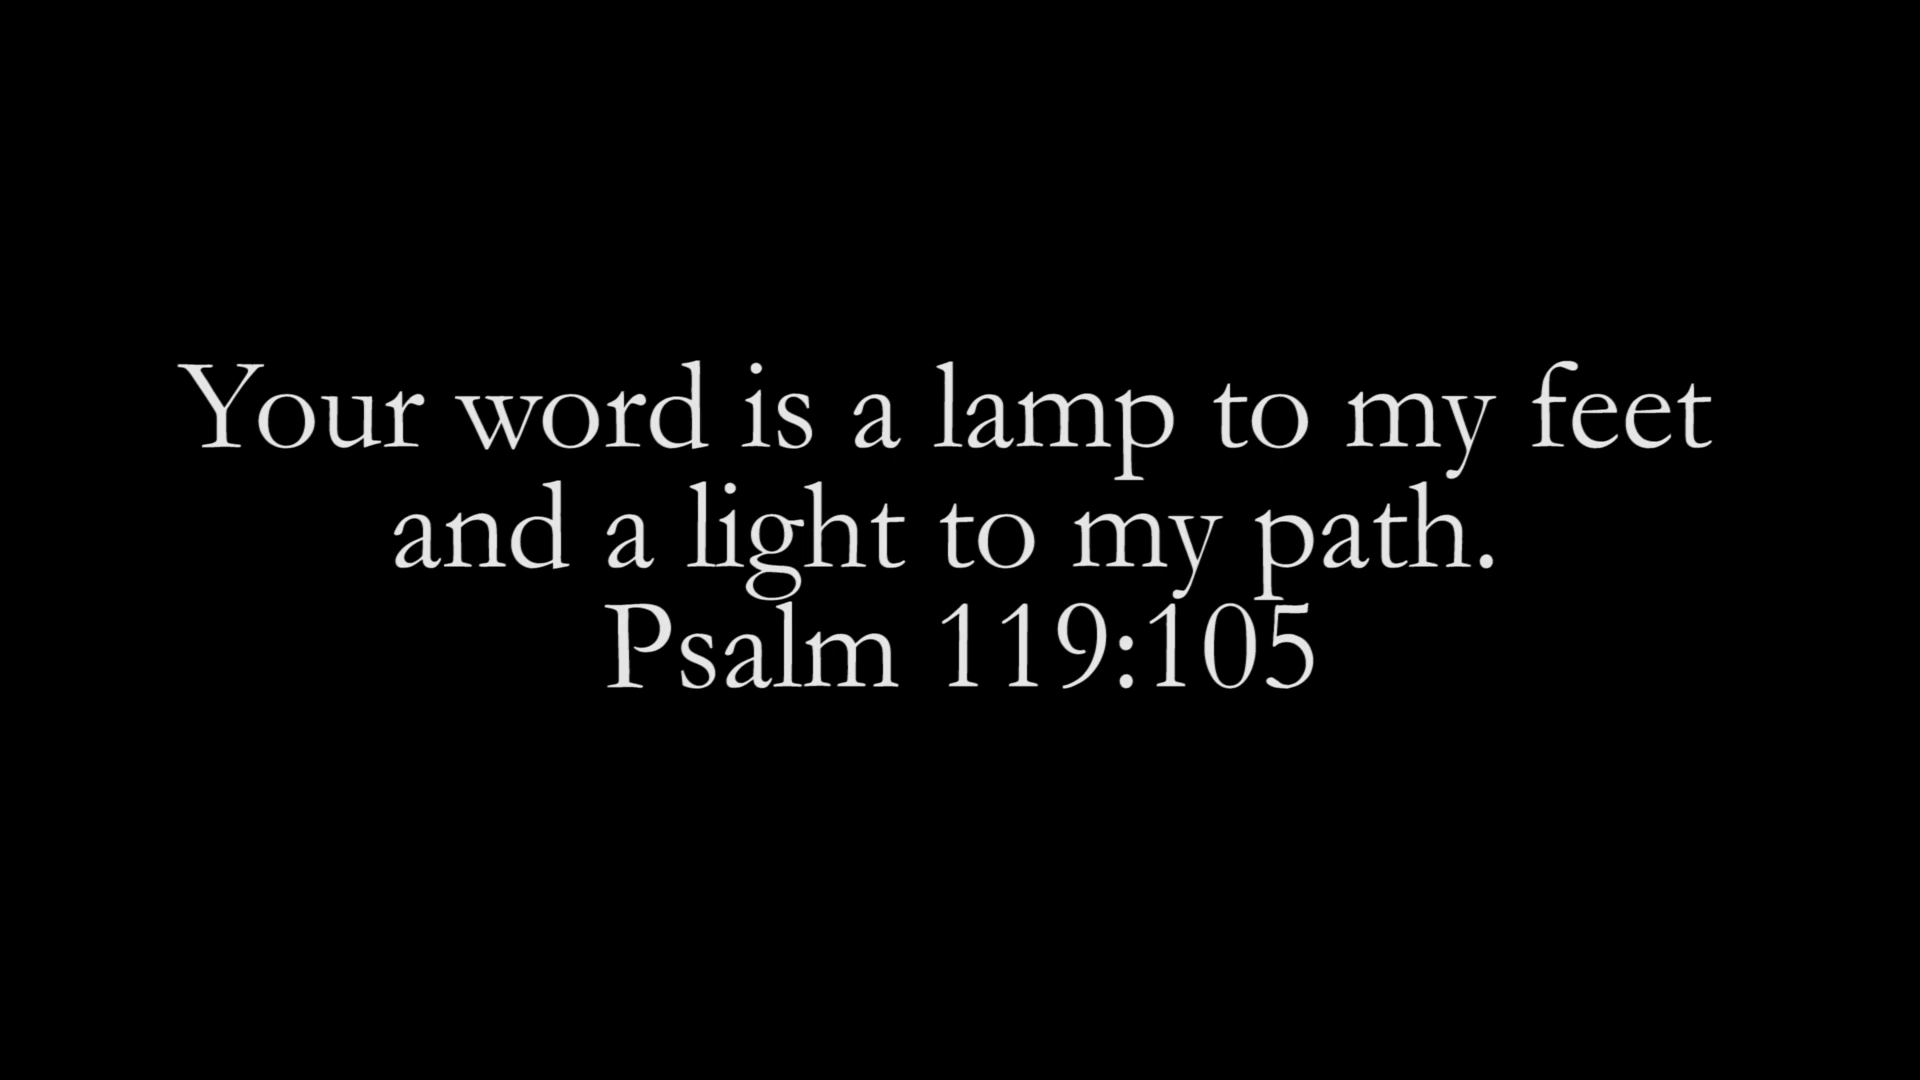 Your word is a lamp to my feet
and a light to my path.
Psalm 119:105